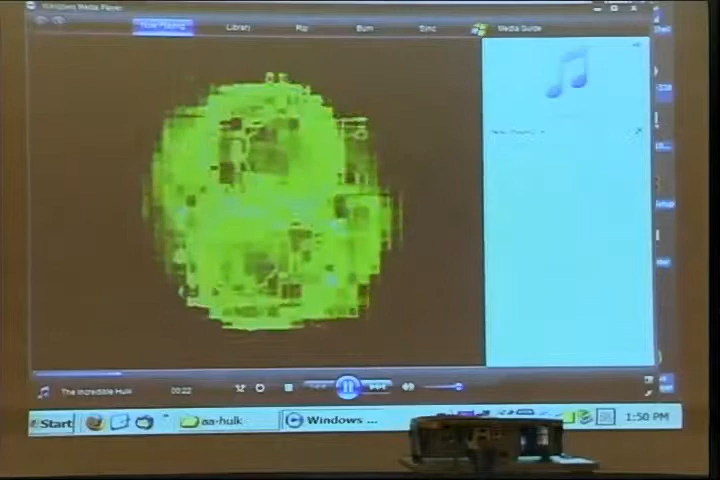 Windows Media Player
Now Playing Library Rip Burn Sync Media Guide
The Incredible Hulk 00:22
Start aa-hulk Windows ... 1:50 PM